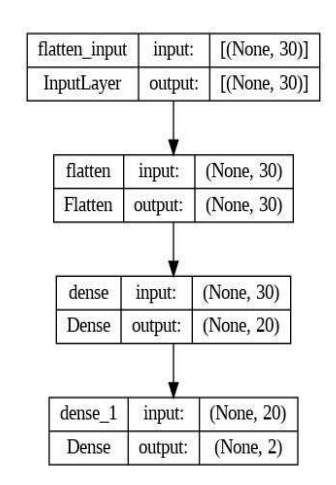 flatten_input input: [(None, 30)]
InputLayer output: [(None, 30)]
flatten input: (None, 30)
Flatten output: (None, 30)
dense input: (None, 30)
Dense output: (None, 20)
dense_1 input: (None, 20)
Dense output: (None, 2)